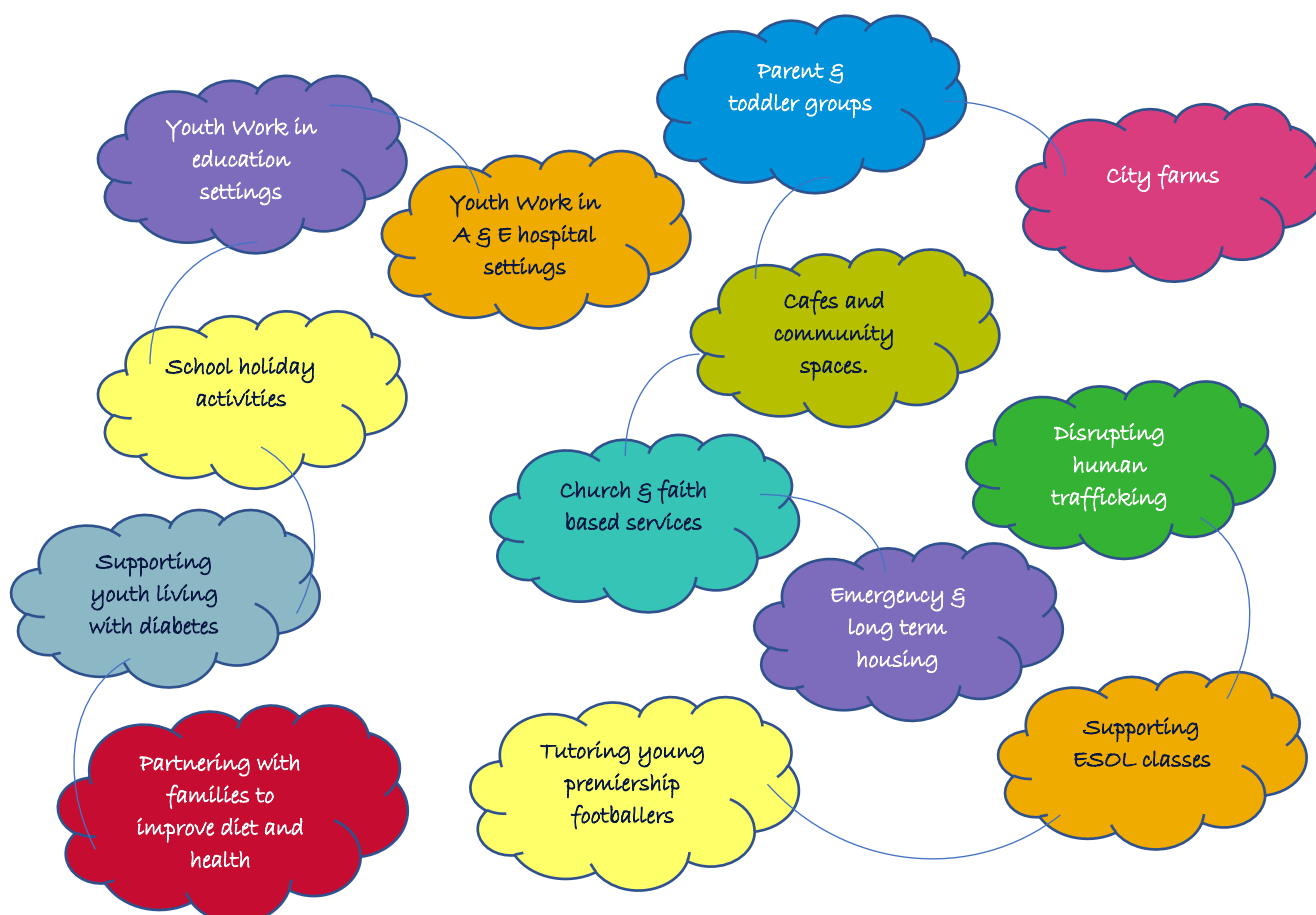 Parent &
toddler groups
Youth Work in
education
settings
City farms
Youth Work in
A & E hospital
settings
Cafes and
community
spaces.
School holiday
activities
Disrupting
human
trafficking
Church & faith
based services
Supporting
youth living
with diabetes
Emergency &
long term
housing
Supporting
ESOL classes
Tutoring young
premiership
footballers
Partnering with
families to
improve diet and
health